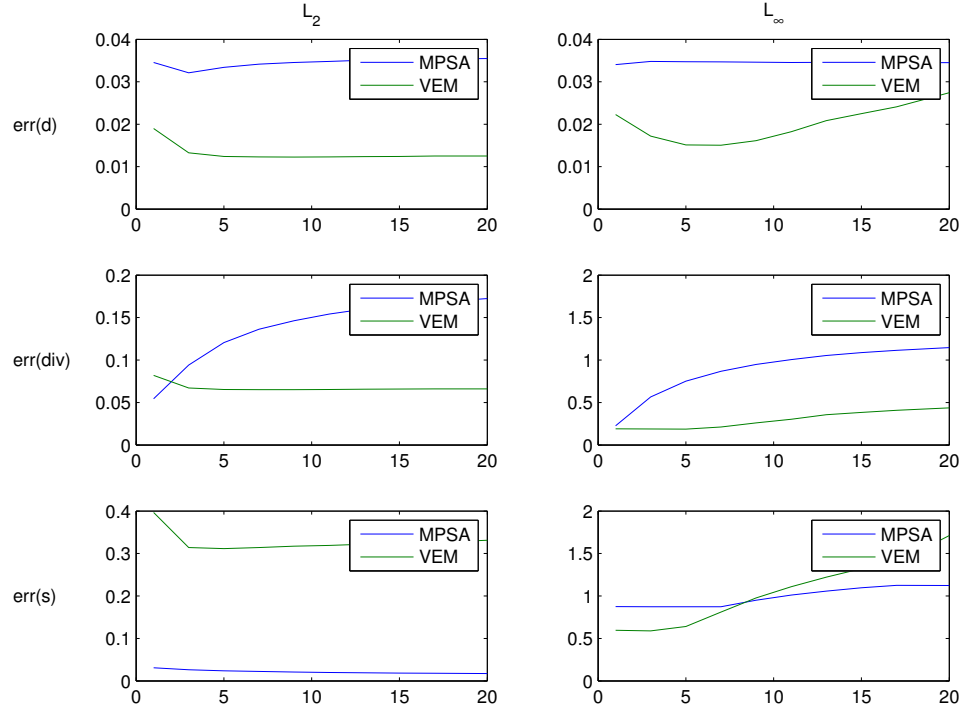 L2
L∞
0.04
0.03
0.02
0.01
0
0 5 10 15 20
MPSA
VEM
err(d)
0.04
0.03
0.02
0.01
0
0 5 10 15 20
MPSA
VEM
0.2
0.15
0.1
0.05
0
0 5 10 15 20
MPSA
VEM
err(div)
2
1.5
1
0.5
0
0 5 10 15 20
MPSA
VEM
0.4
0.3
0.2
0.1
0
0 5 10 15 20
MPSA
VEM
err(s)
2
1.5
1
0.5
0
0 5 10 15 20
MPSA
VEM